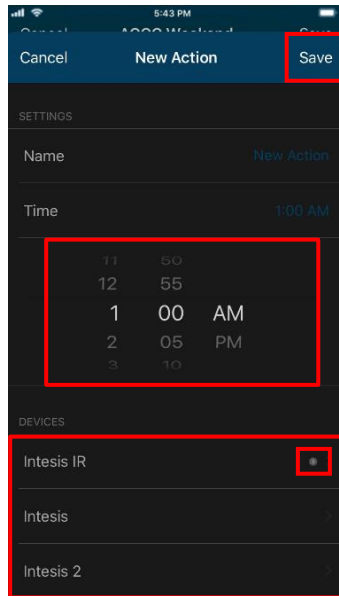 5:43 PM
Cancel New Action Save
SETTINGS
Name New Action
Time 1:00 AM
11 50
12 55
1 00 AM
2 05 PM
3 10
DEVICES
Intesis IR
Intesis
Intesis 2